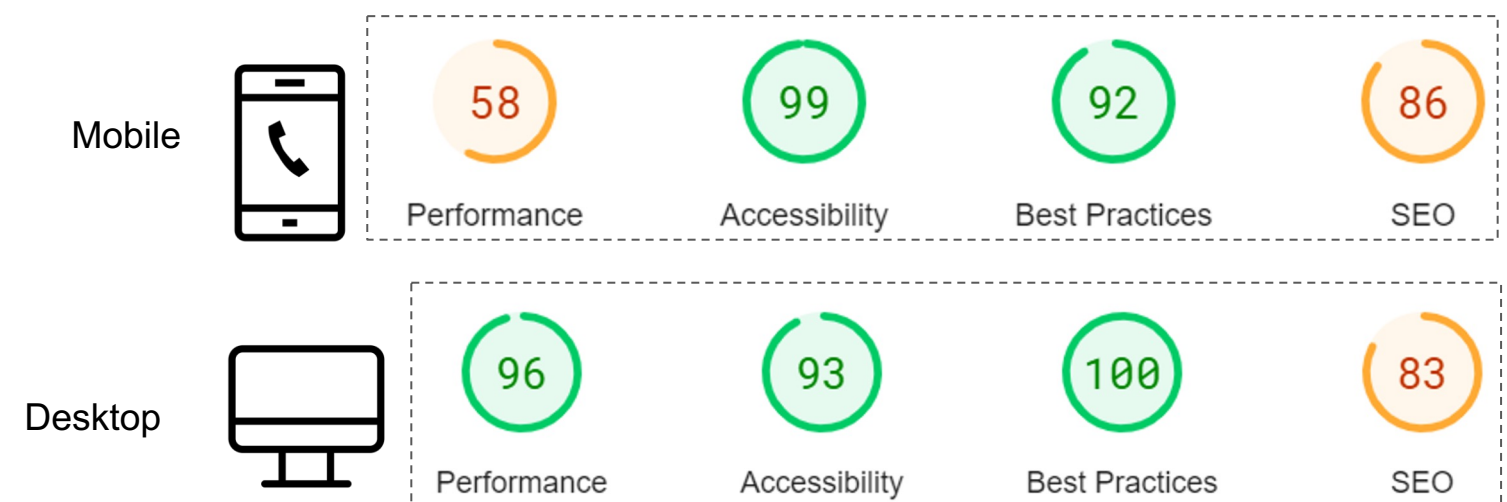 58 99 92 86
Mobile
Performance Accessibility Best Practices SEO
96 93 100 83
Desktop
Performance Accessibility Best Practices SEO